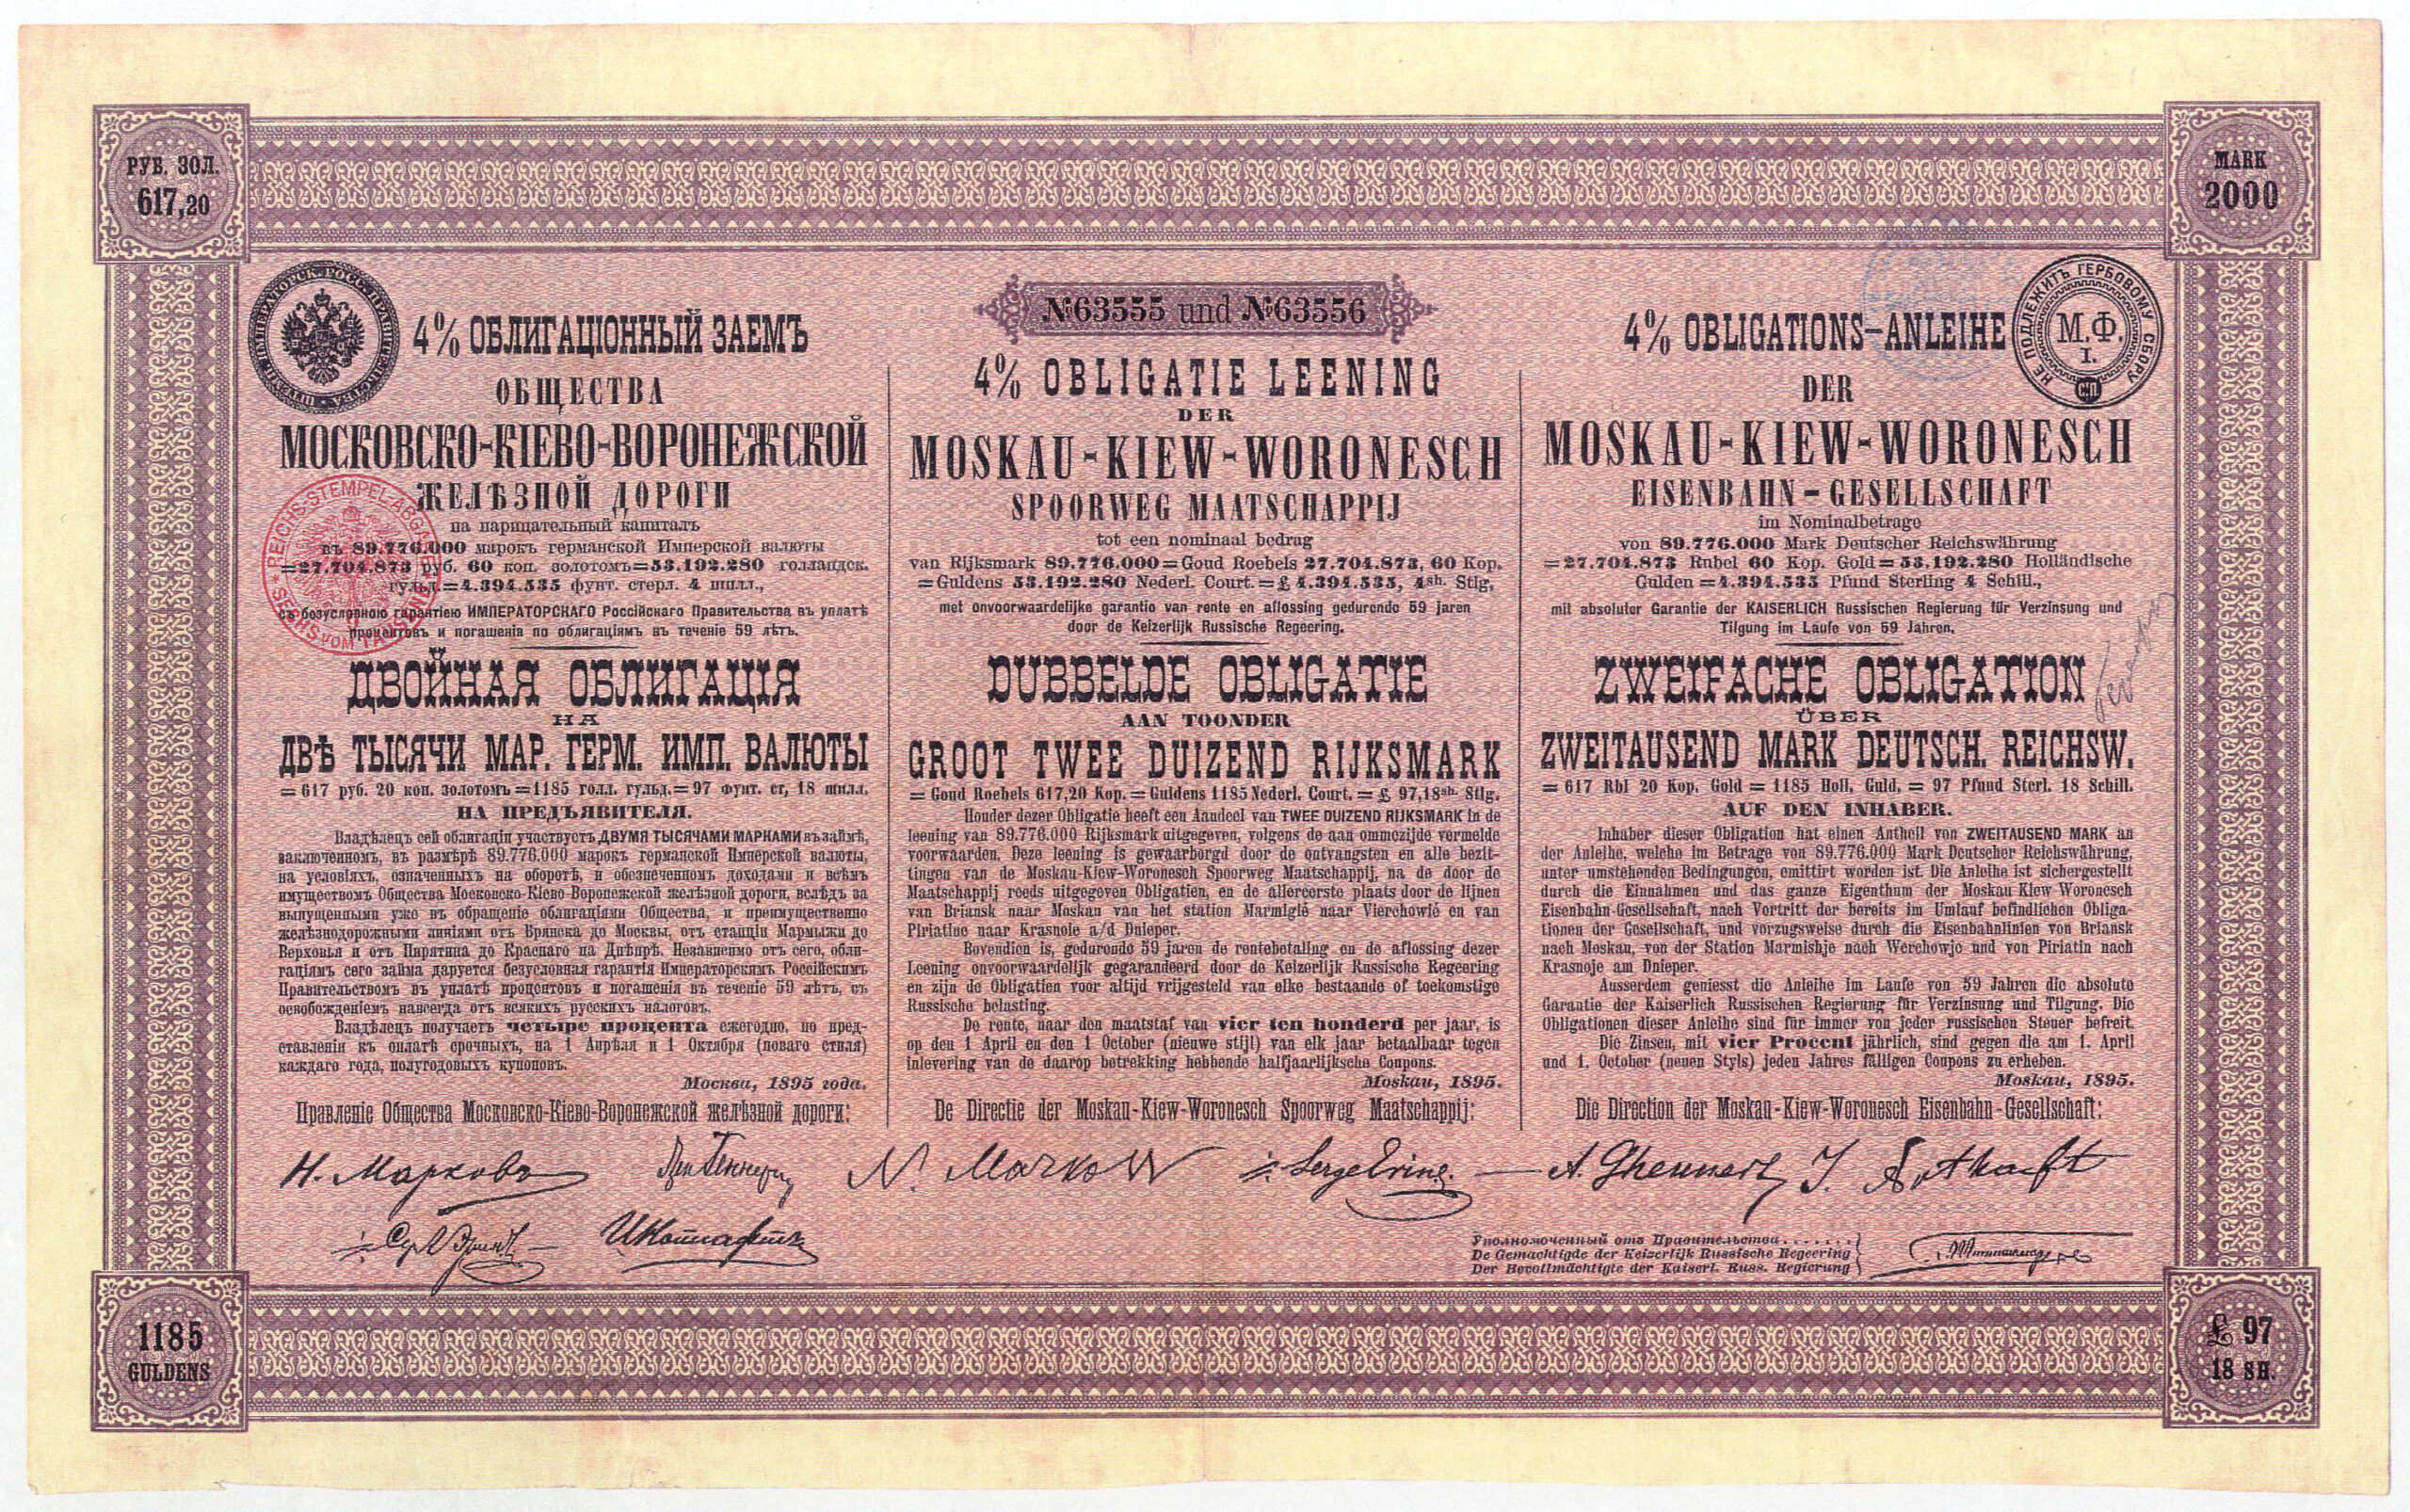 РУБ. ЗОЛ.
617,20
MARK
2000
№63555 und №63556
4% ОБЛИГАЦІОННЫЙ ЗАЕМЪ
ОБЩЕСТВА
МОСКОВСКО-КІЕВО-ВОРОНЕЖСКОЙ
ЖЕЛѢЗНОЙ ДОРОГИ
на нарицательный капиталъ
въ 89.776.000 марокъ германской Имперской валюты
=27.704.873 руб. 60 коп. золотомъ=53.192.280 голландск.
гульд.=4.394.535 фунт. стерл. 4 шилл.,
съ безусловною гарантіею ИМПЕРАТОРСКАГО Россійскаго Правительства въ уплатѣ
процентовъ и погашенія по облигаціямъ въ теченіе 59 лѣтъ.
ДВОЙНАЯ ОБЛИГАЦІЯ
НА
ДВѢ ТЫСЯЧИ МАР. ГЕРМ. ИМП. ВАЛЮТЫ
= 617 руб. 20 коп. золотомъ=1185 голл. гульд.=97 фунт. ст, 18 шилл.
НА ПРЕДЪЯВИТЕЛЯ.
Владѣлецъ сей облигаціи участвуетъ ДВУМЯ ТЫСЯЧАМИ МАРКАМИ въ займѣ,
заключенномъ, въ размѣрѣ 89.776.000 марокъ германской Имперской валюты,
на условіяхъ, означенныхъ на оборотѣ, и обезпеченномъ доходами и всѣмъ
имуществомъ Общества Московско-Кіево-Воронежской желѣзной дороги, вслѣдъ за
выпущенными уже въ обращеніе облигаціями Общества, и преимущественно
желѣзнодорожными линіями отъ Брянска до Москвы, отъ станціи Мармыжи до
Верховья и отъ Пирятина до Краснаго на Днѣпрѣ. Независимо отъ сего, обли-
гаціямъ сего займа даруется безусловная гарантія Императорскимъ Россійскимъ
Правительствомъ въ уплатѣ процентовъ и погашенія въ теченіе 59 лѣтъ, съ
освобожденіемъ навсегда отъ всякихъ русскихъ налоговъ.
Владѣлецъ получаетъ четыре процента ежегодно, по пред-
ставленіи къ оплатѣ срочныхъ, на 1 Апрѣля и 1 Октября (новаго стиля)
каждаго года, полугодовыхъ купоновъ.
Москва, 1895 года.
Правленіе Общества Московско-Кіево-Воронежской желѣзной дороги:
4% OBLIGATIE LEENING
DER
MOSKAU-KIEW-WORONESCH
SPOORWEG MAATSCHAPPIJ
tot een nominaal bedrag
van Rijksmark 89.776.000=Goud Roebels 27.704.873, 60 Kop.
=Guldens 53.192.280 Nederl. Court.=£ 4.394.535, 4sh. Stlg,
met onvoorwaardelijke garantie van rente en aflossing gedurende 59 jaren
door de Keizerlijk Russische Regeering.
DUBBELDE OBLIGATIE
AAN TOONDER
GROOT TWEE DUIZEND RIJKSMARK
= Goud Roebels 617,20 Kop.=Guldens 1185 Nederl. Court.=£ 97,18sh. Stlg.
Houder dezer Obligatie heeft een Aandeel van TWEE DUIZEND RIJKSMARK in de
leening van 89.776.000 Rijksmark uitgegeven, volgens de aan ommezijde vermelde
voorwaarden. Deze leening is gewaarborgd door de ontvangsten en alle bezit-
tingen van de Moskau-Kiew-Woronesch Spoorweg Maatschappij, na de door de
Maatschappij reeds uitgegeven Obligatien, en de allereerste plaats door de lijnen
van Briansk naar Moskau van het station Marmigié naar Vierchowié en van
Piriatine naar Krasnoie a/d Dnieper.
Bovendien is, gedurende 59 jaren de rentebetaling en de aflossing dezer
Leening onvoorwaardelijk gegarandeerd door de Keizerlijk Russische Regeering
en zijn de Obligatien voor altijd vrijgesteld van elke bestaande of toekomstige
Russische belasting.
De rente, naar den maatstaf van vier ten honderd per jaar, is
op den 1 April en den 1 October (nieuwe stijl) van elk jaar betaalbaar tegen
inlevering van de daarop betrekking hebbende halfjaarlijksche Coupons.
Moskau, 1895.
De Directie der Moskau-Kiew-Woronesch Spoorweg Maatschappij:
4% OBLIGATIONS-ANLEIHE
DER
MOSKAU-KIEW-WORONESCH
EISENBAHN-GESELLSCHAFT
im Nominalbetrage
von 89.776.000 Mark Deutscher Reichswährung
=27.704.873 Rubel 60 Kop. Gold=53.192.280 Holländische
Gulden=4.394.535 Pfund Sterling 4 Schill.,
mit absoluter Garantie der KAISERLICH Russischen Regierung für Verzinsung und
Tilgung im Laufe von 59 Jahren.
ZWEIFACHE OBLIGATION
ÜBER
ZWEITAUSEND MARK DEUTSCH. REICHSW.
= 617 Rbl 20 Kop. Gold = 1185 Holl. Guld. = 97 Pfund Sterl. 18 Schill.
AUF DEN INHABER.
Inhaber dieser Obligation hat einen Antheil von ZWEITAUSEND MARK an
der Anleihe, welche im Betrage von 89.776.000 Mark Deutscher Reichswährung,
unter umstehenden Bedingungen, emittirt worden ist. Die Anleihe ist sichergestellt
durch die Einnahmen und das ganze Eigenthum der Moskau-Kiew-Woronesch
Eisenbahn-Gesellschaft, nach Vortritt der bereits im Umlauf befindlichen Obliga-
tionen der Gesellschaft, und vorzugsweise durch die Eisenbahnlinien von Briansk
nach Moskau, von der Station Marmishje nach Werchowje und von Piriatin nach
Krasnoje am Dnieper.
Ausserdem geniesst die Anleihe im Laufe von 59 Jahren die absolute
Garantie der Kaiserlich Russischen Regierung für Verzinsung und Tilgung. Die
Obligationen dieser Anleihe sind für immer von jeder russischen Steuer befreit.
Die Zinsen, mit vier Procent jährlich, sind gegen die am 1. April
und 1. October (neuen Styls) jeden Jahres fälligen Coupons zu erheben.
Moskau, 1895.
Die Direction der Moskau-Kiew-Woronesch Eisenbahn-Gesellschaft:
НЕ ПОДЛЕЖИТЪ ГЕРБОВОМУ СБОРУ
М.Ф.
I.
СП
REICHS-STEMPEL-ABGABE
SECHS VOM TAUSEND
Н. Марковъ
N. Markow
Уполномоченный отъ Правительства.......
De Gemachtigde der Keizerlijk Russische Regeering
Der Bevollmächtigte der Kaiserl. Russ. Regierung
1185
GULDENS
£ 97
18 SH.